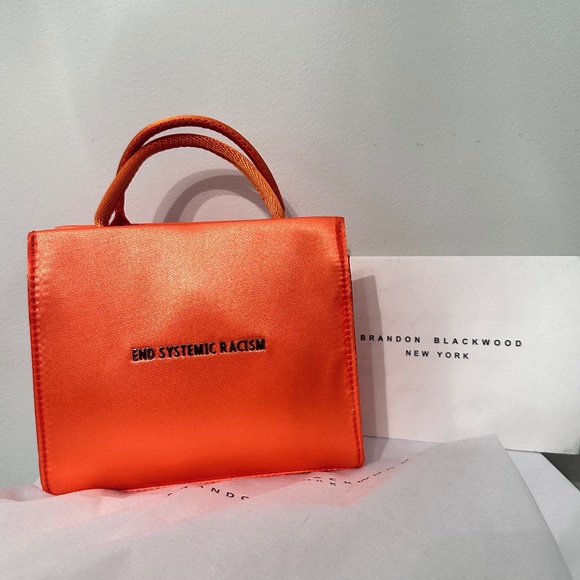 END SYSTEMIC RACISM
BRANDON BLACKWOOD
NEW YORK